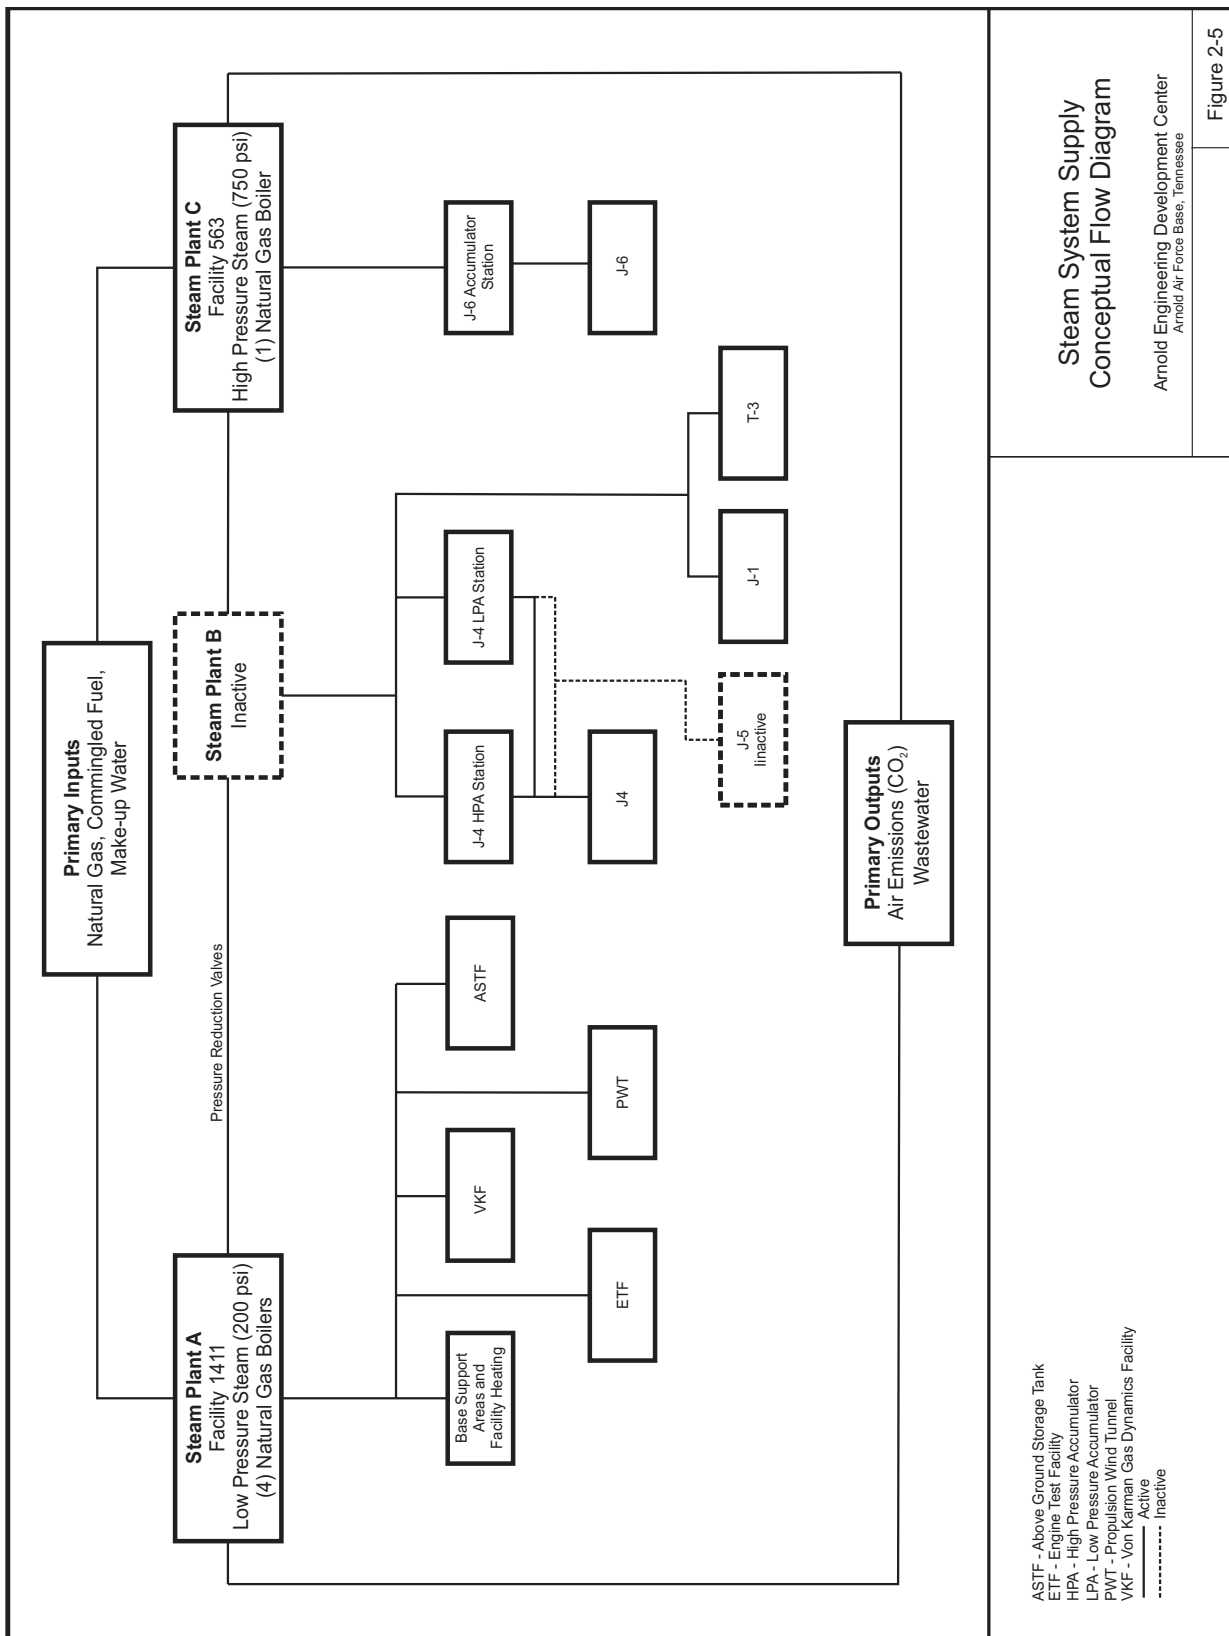 Primary Inputs
Natural Gas, Commingled Fuel,
Make-up Water
Steam Plant A
Facility 1411
Low Pressure Steam (200 psi)
(4) Natural Gas Boilers
Pressure Reduction Valves
Steam Plant B
Inactive
Steam Plant C
Facility 563
High Pressure Steam (750 psi)
(1) Natural Gas Boiler
Base Support
Areas and
Facility Heating
VKF
ASTF
J-4 HPA Station
J-4 LPA Station
J-6 Accumulator
Station
ETF
PWT
J4
J-6
J-5
Iinactive
J-1
T-3
Primary Outputs
Air Emissions (CO₂)
Wastewater
ASTF - Above Ground Storage Tank
ETF - Engine Test Facility
HPA - High Pressure Accumulator
LPA - Low Pressure Accumulator
PWT - Propulsion Wind Tunnel
VKF - Von Karman Gas Dynamics Facility
Active
Inactive
Steam System Supply
Conceptual Flow Diagram
Arnold Engineering Development Center
Arnold Air Force Base, Tennessee
Figure 2-5